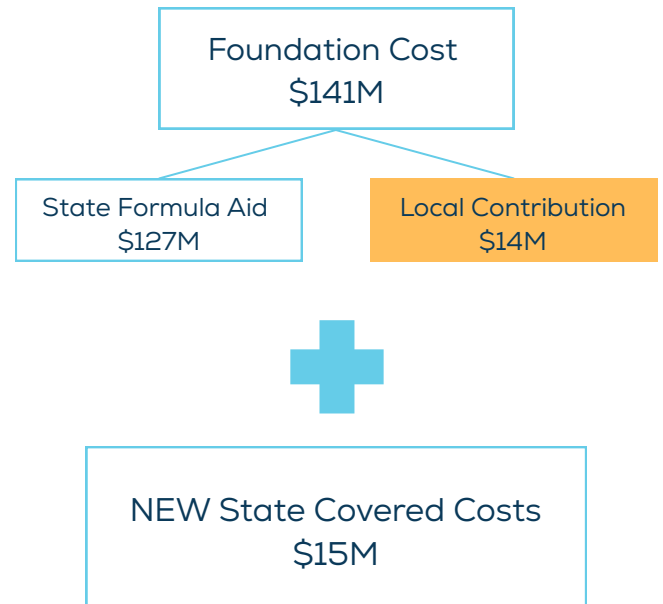 Foundation Cost
$141M
State Formula Aid
$127M
Local Contribution
$14M
NEW State Covered Costs
$15M